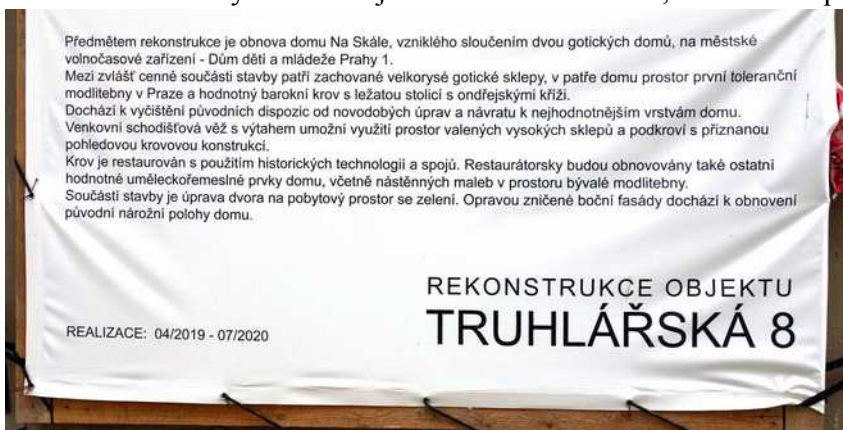 Předmětem rekonstrukce je obnova domu Na Skále, vzniklého sloučením dvou gotických domů, na městské
volnočasové zařízení - Dům dětí a mládeže Prahy 1.
Mezi zvlášť cenné součásti stavby patří zachované velkorysé gotické sklepy, v patře domu prostor první toleranční
modlitebny v Praze a hodnotný barokní krov s ležatou stolicí s ondřejskými kříži.
Dochází k vyčištění původních dispozic od novodobých úprav a návratu k nejhodnotnějším vrstvám domu.
Venkovní schodišťová věž s výtahem umožní využití prostor valených vysokých sklepů a podkroví s přiznanou
pohledovou krovovou konstrukcí.
Krov je restaurován s použitím historických technologií a spojů. Restaurátorsky budou obnovovány také ostatní
hodnotné uměleckořemeslné prvky domu, včetně nástěnných maleb v prostoru bývalé modlitebny.
Součástí stavby je úprava dvora na pobytový prostor se zelení. Opravou zničené boční fasády dochází k obnovení
původní nárožní polohy domu.
REKONSTRUKCE OBJEKTU
REALIZACE: 04/2019 - 07/2020
TRUHLÁŘSKÁ 8